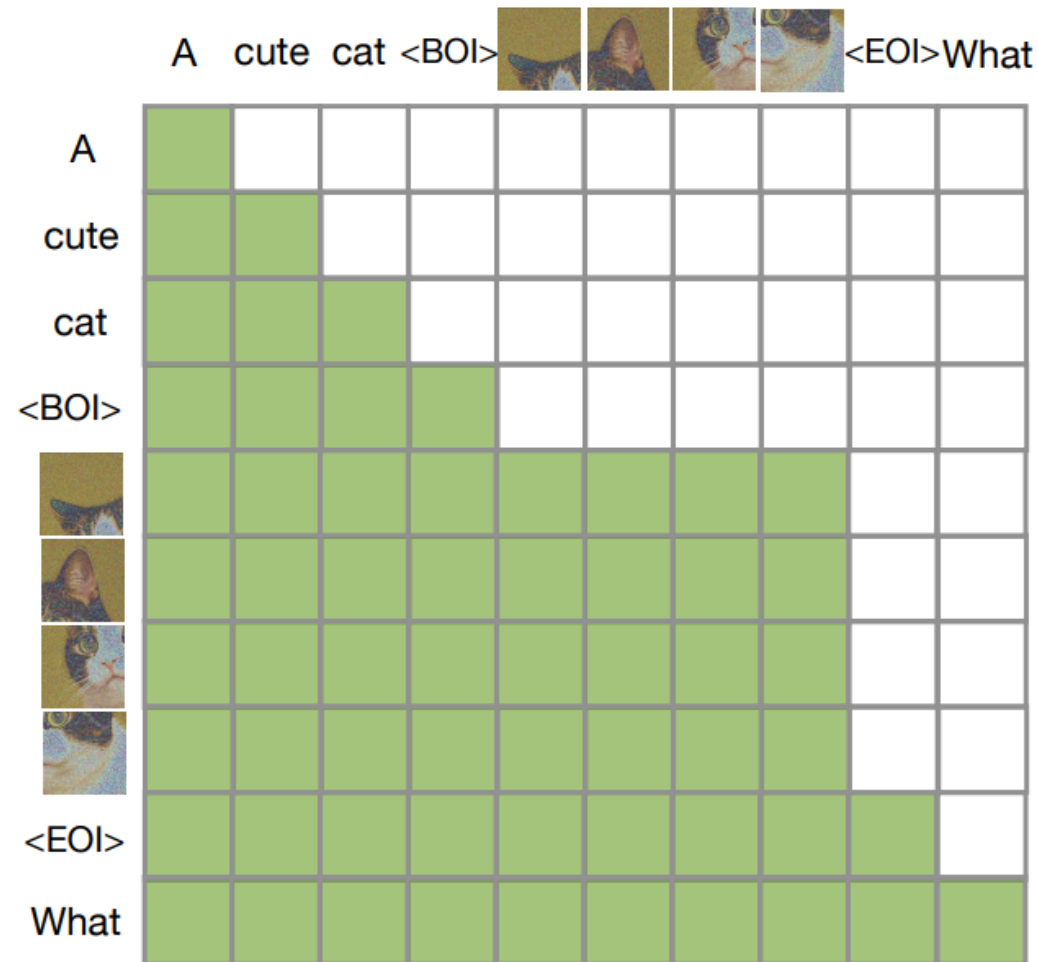 A cute cat <BOI> <EOI> What
A
cute
cat
<BOI>
<EOI>
What